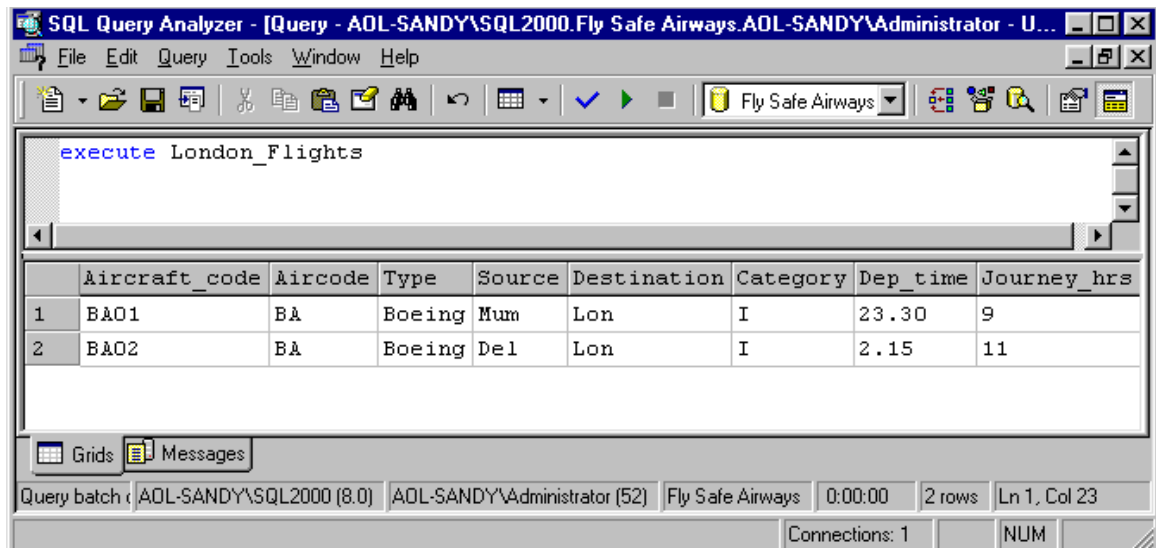 SQL Query Analyzer - [Query - AOL-SANDY\SQL2000.Fly Safe Airways.AOL-SANDY\Administrator - U...
File Edit Query Tools Window Help
Fly Safe Airways
execute London_Flights
Aircraft_code Aircode Type Source Destination Category Dep_time Journey_hrs
1 BA01 BA Boeing Mum Lon I 23.30 9
2 BA02 BA Boeing Del Lon I 2.15 11
Grids Messages
Query batch AOL-SANDY\SQL2000 (8.0) AOL-SANDY\Administrator (52) Fly Safe Airways 0:00:00 2 rows Ln 1, Col 23
Connections: 1 NUM